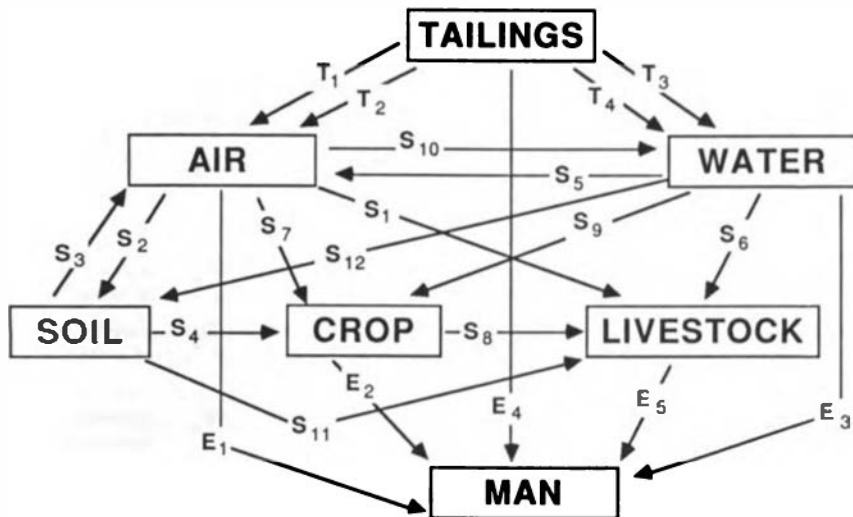 TAILINGS
T1 T3
T2 T4
AIR S10 WATER
S5
S3 S2 S7 S1 S9 S6
S12
SOIL S4 CROP S8 LIVESTOCK
E2
E4 E5 E3
E1 S11
MAN